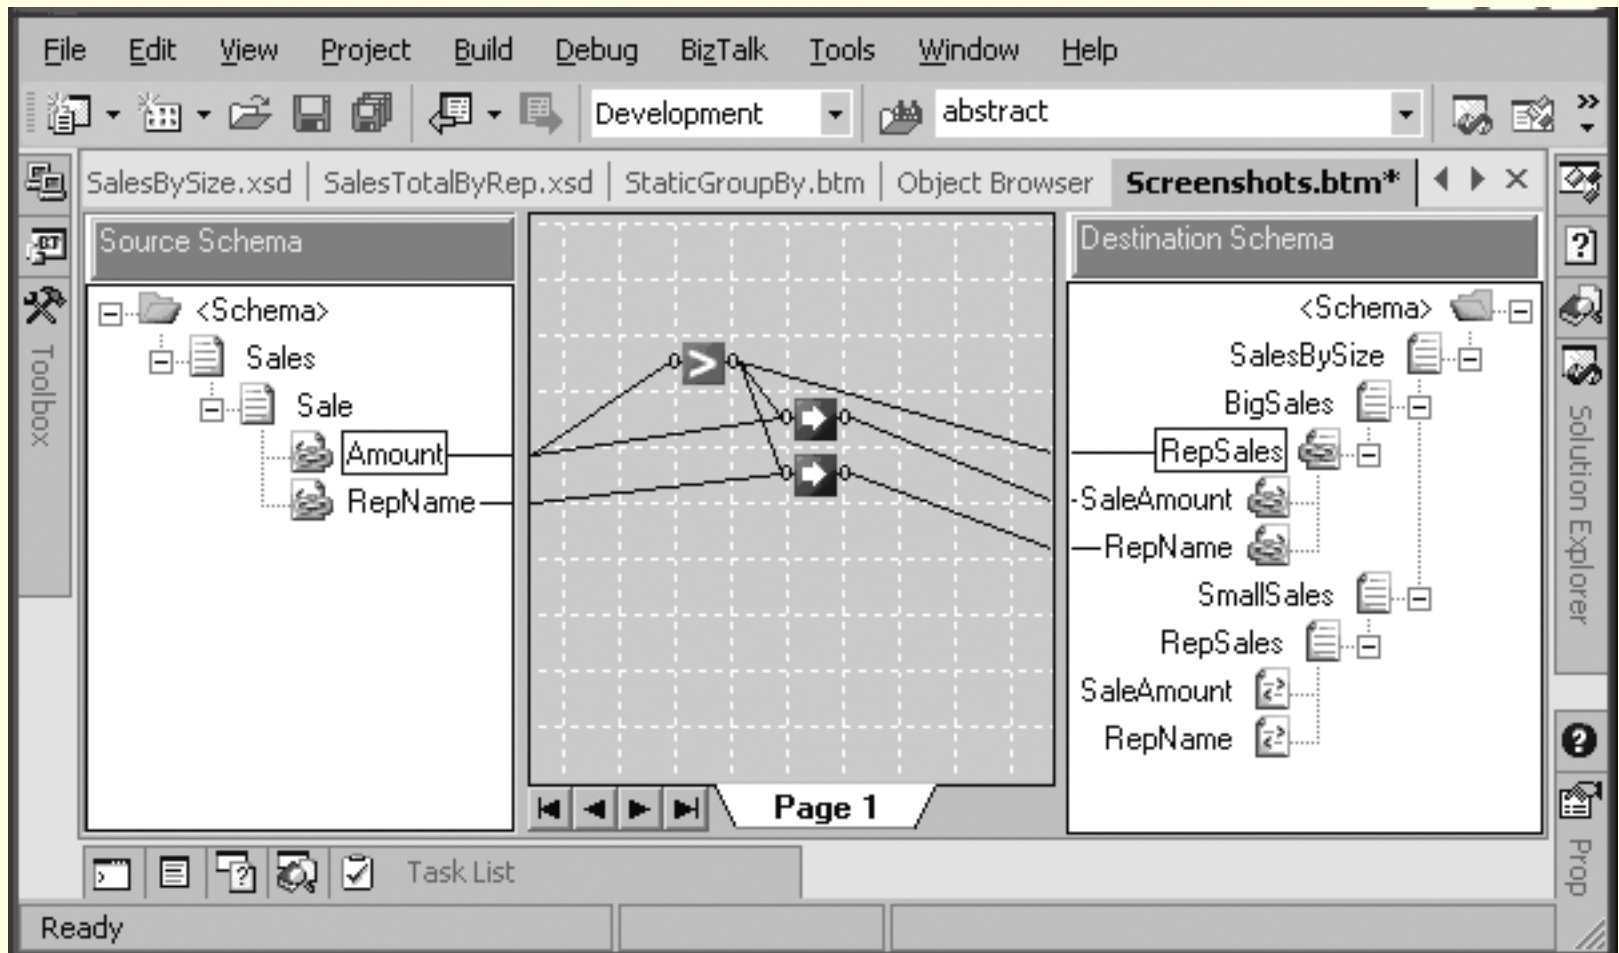 File Edit View Project Build Debug BizTalk Tools Window Help
Development abstract
SalesBySize.xsd | SalesTotalByRep.xsd | StaticGroupBy.btm | Object Browser Screenshots.btm*
Toolbox
Source Schema
<Schema>
Sales
Sale
Amount
RepName
Page 1
Destination Schema
<Schema>
SalesBySize
BigSales
RepSales
SaleAmount
RepName
SmallSales
RepSales
SaleAmount
RepName
Solution Explorer
Prop
Task List
Ready